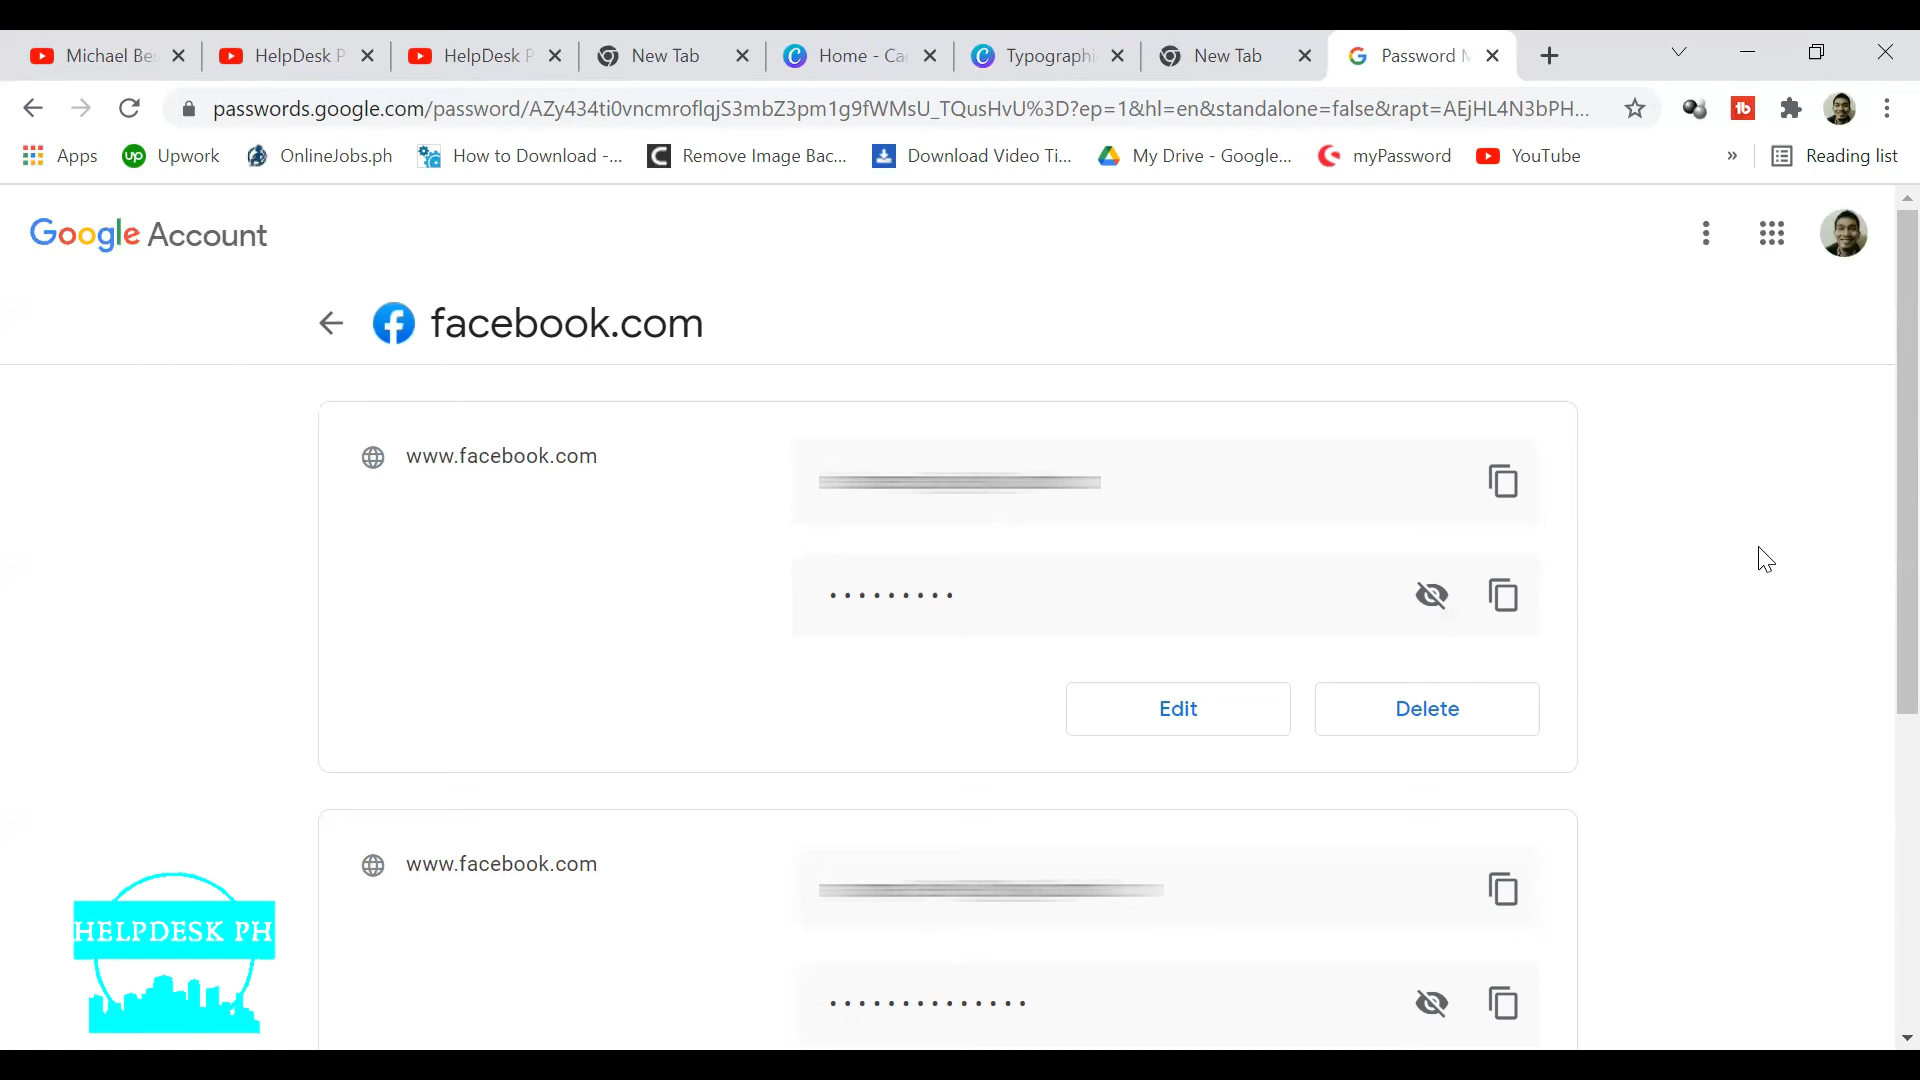 Michael Be
HelpDesk P
HelpDesk P
New Tab
Home - Ca
Typographi
New Tab
Password M
passwords.google.com/password/AZy434ti0vncmroflqjS3mbZ3pm1g9fWMsU_TQusHvU%3D?ep=1&hl=en&standalone=false&rapt=AEjHL4N3bPH...
Apps
Upwork
OnlineJobs.ph
How to Download -...
Remove Image Bac...
Download Video Ti...
My Drive - Google...
myPassword
YouTube
»
Reading list
Google Account
facebook.com
www.facebook.com
•••••••••
Edit
Delete
www.facebook.com
••••••••••••••
HELPDESK PH